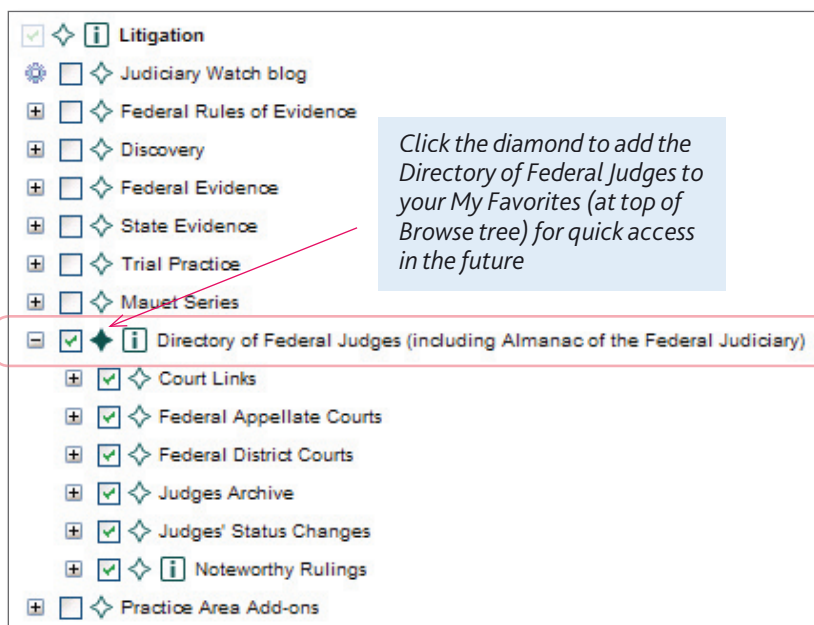 Litigation
Judiciary Watch blog
Federal Rules of Evidence
Discovery
Federal Evidence
State Evidence
Trial Practice
Mauet Series
Click the diamond to add the
Directory of Federal Judges to
your My Favorites (at top of
Browse tree) for quick access
in the future
Directory of Federal Judges (including Almanac of the Federal Judiciary)
Court Links
Federal Appellate Courts
Federal District Courts
Judges Archive
Judges' Status Changes
Noteworthy Rulings
Practice Area Add-ons